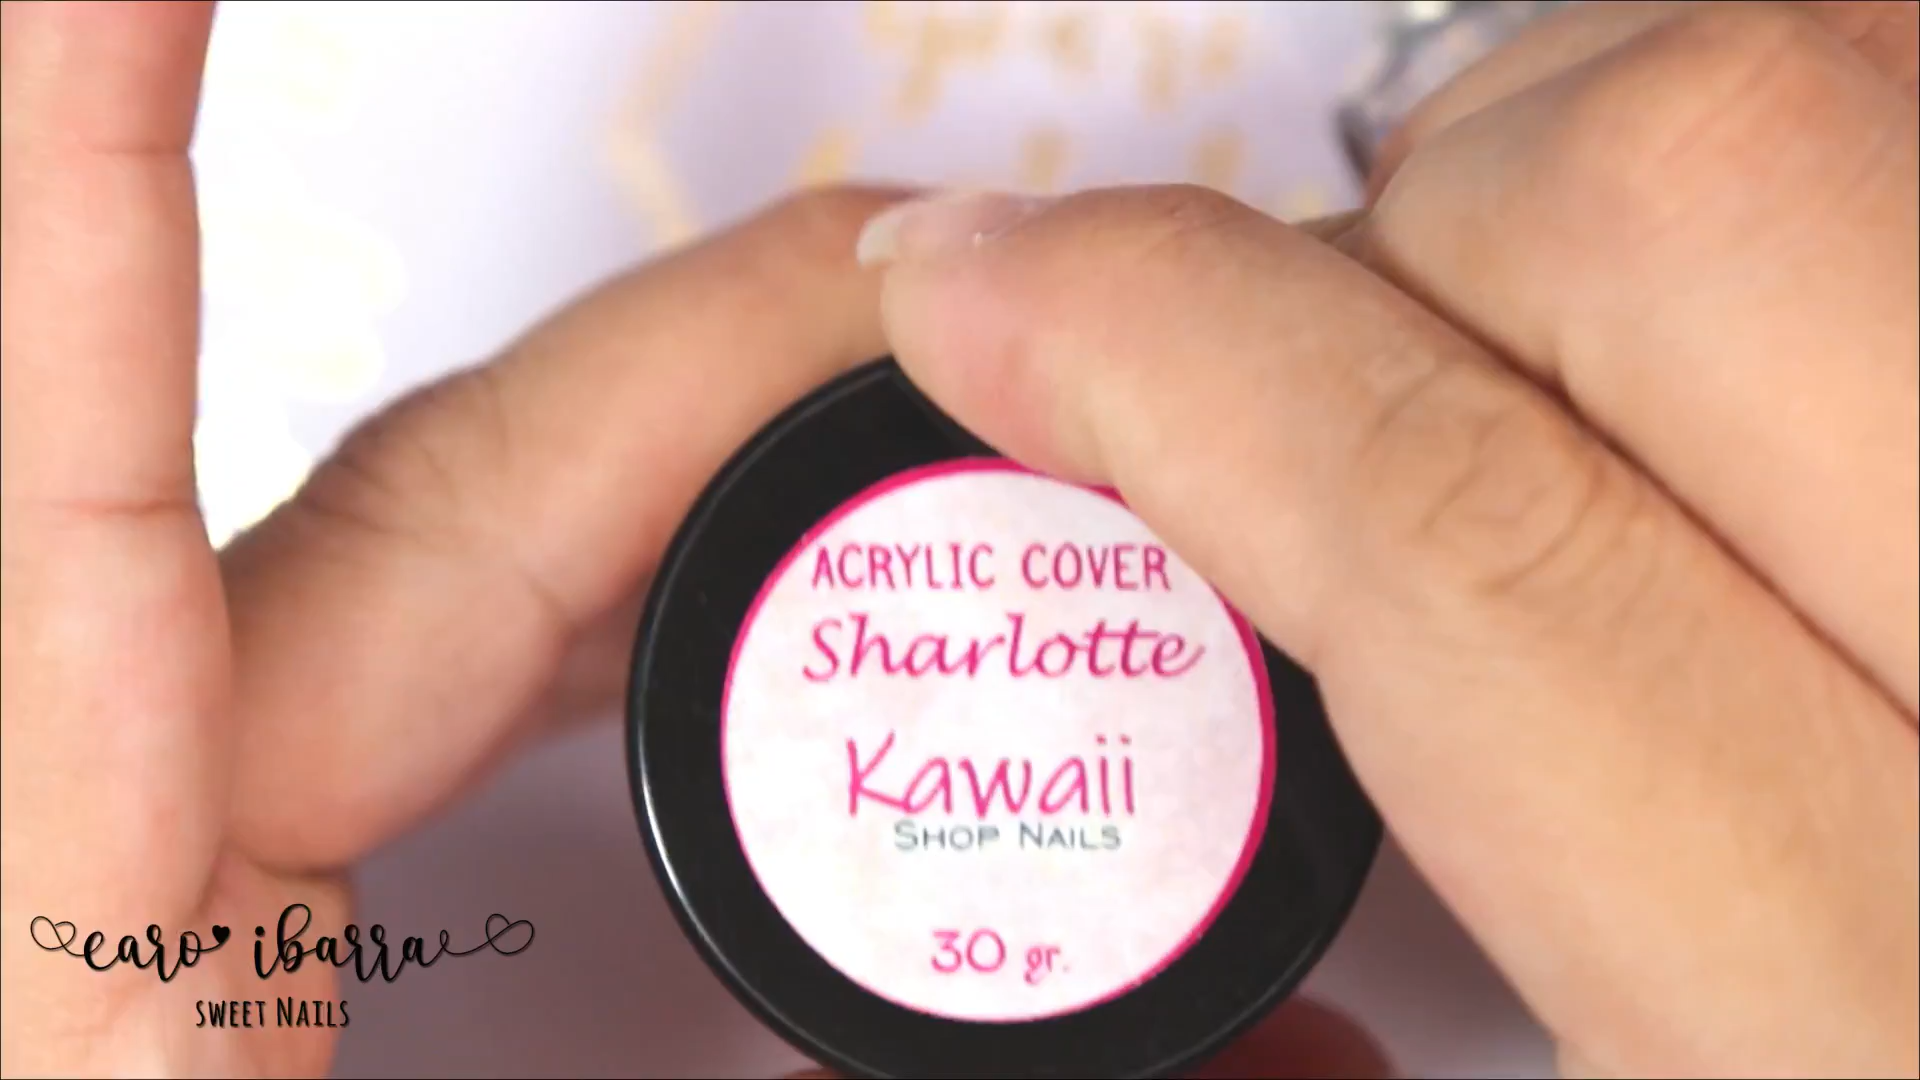 ACRYLIC COVER
Sharlotte
Kawaii
SHOP NAILS
30 gr.
caro ibarra
SWEET NAILS